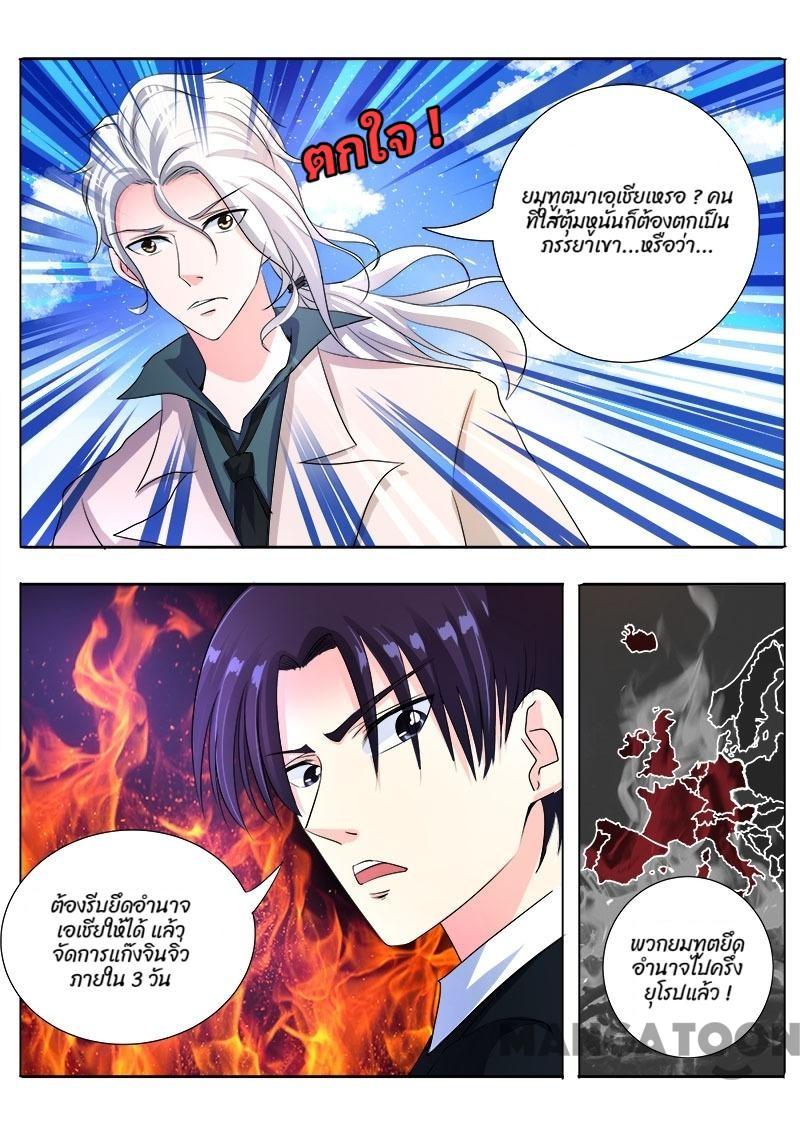 ตกใจ !
ยมฑูตมาเอเชียเหรอ ? คน
ที่ใส่ตุ้มหูนั่นก็ต้องตกเป็น
ภรรยาเขา...หรือว่า...
ต้องรีบยึดอำนาจ
เอเชียให้ได้ แล้ว
จัดการแก๊งจินจิ่ว
ภายใน 3 วัน
พวกยมฑูตยึด
อำนาจไปครึ่ง
ยุโรปแล้ว !
MANGATOON